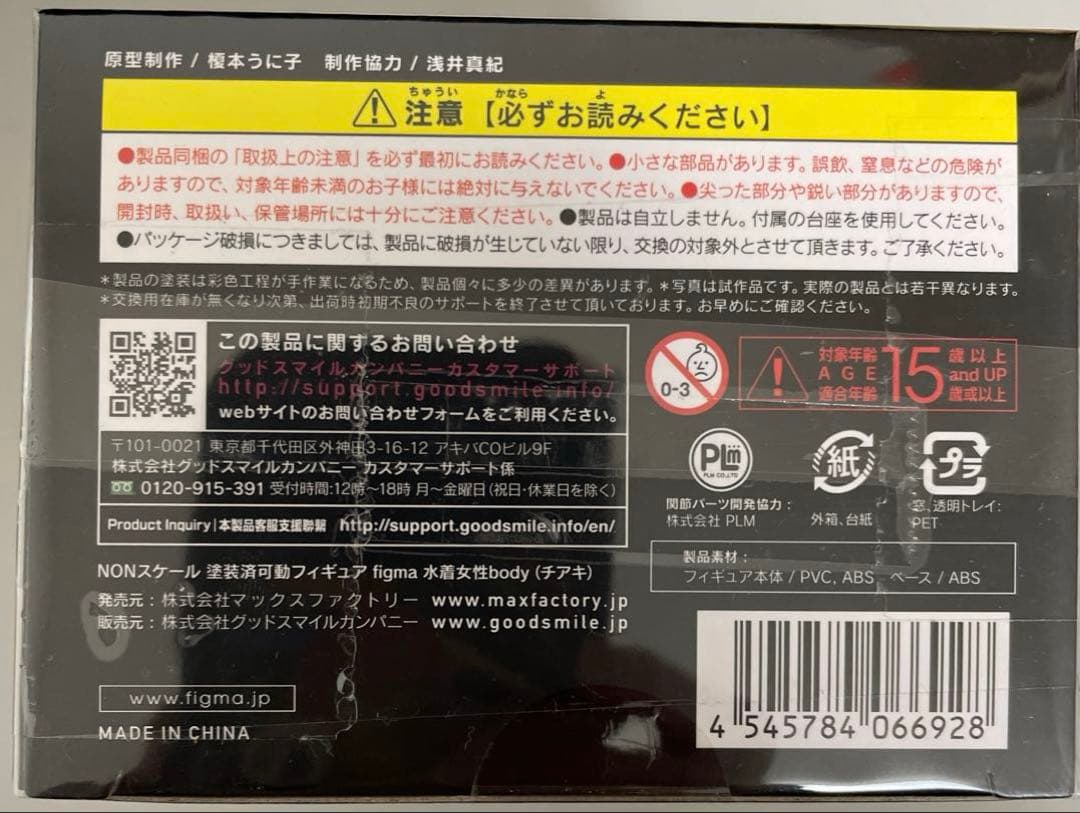 原型制作 / 榎本うに子　制作協力 / 浅井真紀
注意【必ずお読みください】
●製品同梱の「取扱上の注意」を必ず最初にお読みください。●小さな部品があります。誤飲、窒息などの危険が
ありますので、対象年齢未満のお子様には絶対に与えないでください。●尖った部分や鋭い部分がありますので、
開封時、取扱い、保管場所には十分にご注意ください。●製品は自立しません。付属の台座を使用してください。
●パッケージ破損につきましては、製品に破損が生じていない限り、交換の対象外とさせて頂きます。ご了承ください。
＊製品の塗装は彩色工程が手作業になるため、製品個々に多少の差異があります。＊写真は試作品です。実際の製品とは若干異なります。
＊交換用在庫が無くなり次第、出荷時初期不良のサポートを終了させて頂いております。お早めにご確認ください。
この製品に関するお問い合わせ
グッドスマイルカンパニーカスタマーサポート
http://support.goodsmile.info/
webサイトのお問い合わせフォームをご利用ください。
〒101-0021 東京都千代田区外神田3-16-12 アキバCOビル9F
株式会社グッドスマイルカンパニー カスタマーサポート係
0120-915-391 受付時間:12時～18時 月～金曜日(祝日・休業日を除く)
Product Inquiry|本製品客服支援聯繫 http://support.goodsmile.info/en/
0-3
対象年齢 15 歳以上
AGE and UP
適合年齢 歳或以上
PLM
PLM CO.,LTD
関節パーツ開発協力：
株式会社 PLM
紙
外箱、台紙
プラ
窓、透明トレイ:
PET
製品素材：
フィギュア本体 / PVC, ABS ベース / ABS
NONスケール 塗装済可動フィギュア figma 水着女性body (チアキ)
発売元：株式会社マックスファクトリー www.maxfactory.jp
販売元：株式会社グッドスマイルカンパニー www.goodsmile.jp
www.figma.jp
MADE IN CHINA
4 545784 066928